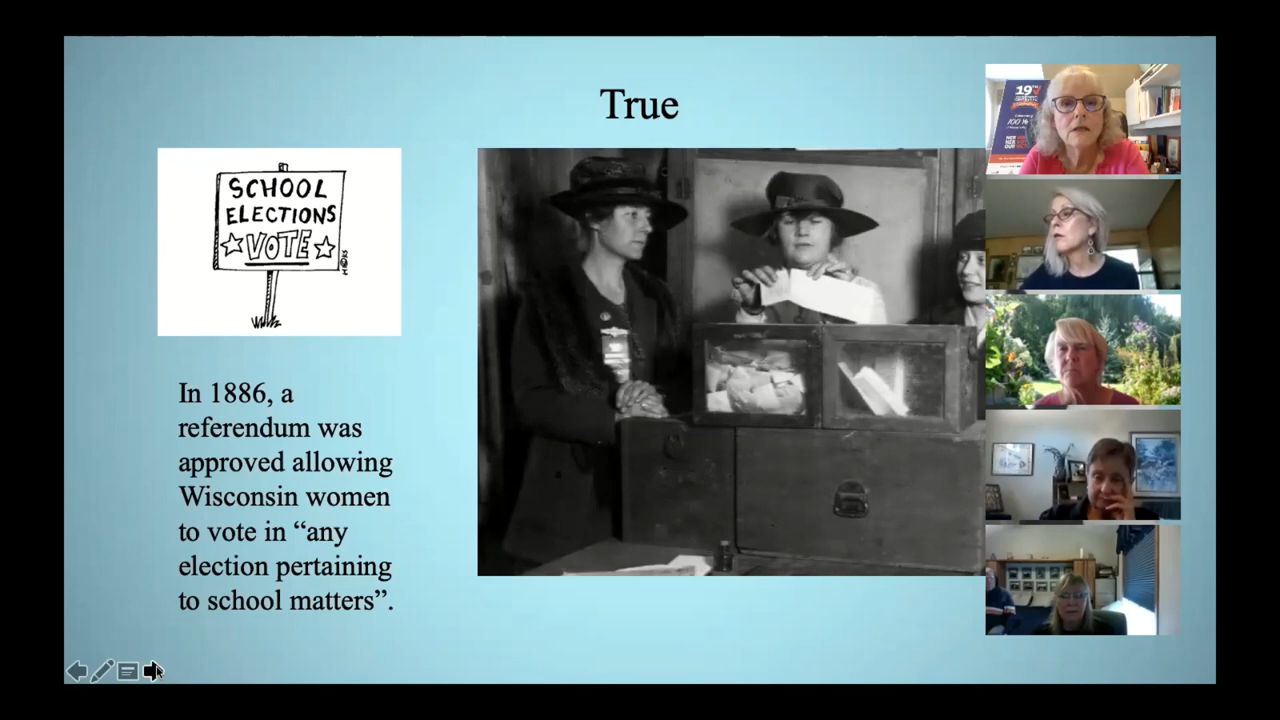 True
SCHOOL
ELECTIONS
VOTE
In 1886, a
referendum was
approved allowing
Wisconsin women
to vote in “any
election pertaining
to school matters”.
19TH